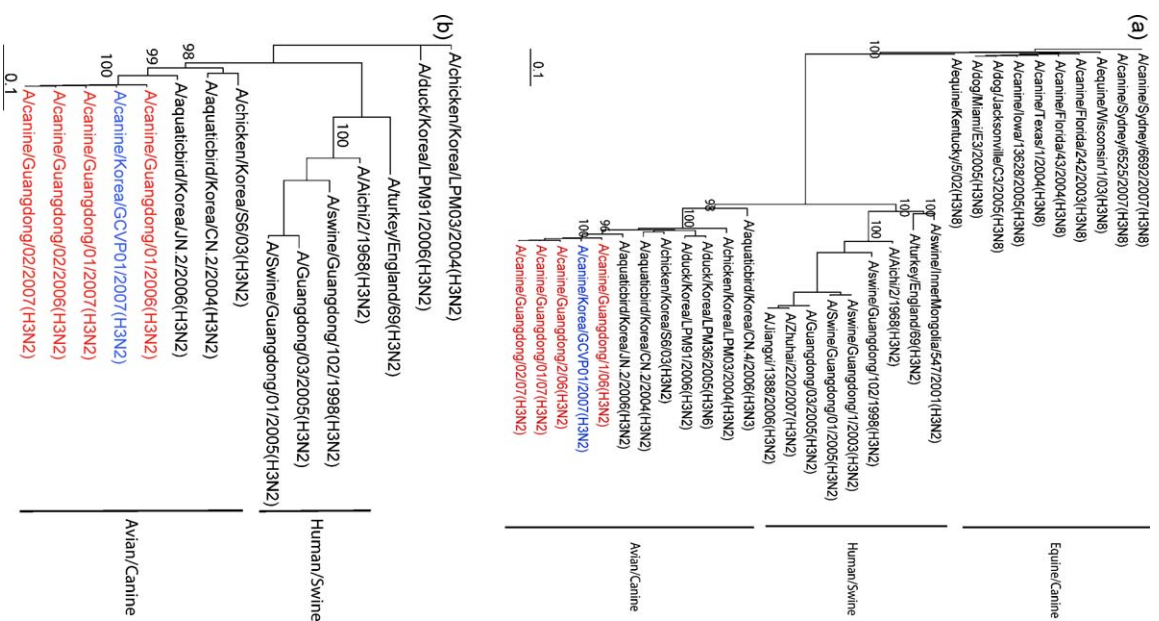 (a)
A/canine/Sydney/6692/2007(H3N8)
A/canine/Sydney/6525/2007(H3N8)
A/equine/Wisconsin/1/03(H3N8)
A/canine/Florida/242/2003(H3N8)
A/canine/Florida/43/2004(H3N8)
A/canine/Texas/1/2004(H3N8)
A/canine/Iowa/13628/2005(H3N8)
A/dog/Jacksonville/C3/2005(H3N8)
A/dog/Miami/E3/2005(H3N8)
A/equine/Kentucky/5/02(H3N8)
100
Equine/Canine
A/swine/InnerMongolia/547/2001(H3N2)
A/turkey/England/69(H3N2)
A/Aichi/2/1968(H3N2)
A/swine/Guangdong/102/1998(H3N2)
A/swine/Guangdong/1/2003(H3N2)
A/Swine/Guangdong/01/2005(H3N2)
A/Guangdong/03/2005(H3N2)
A/Zhuhai/220/2007(H3N2)
A/Jiangxi/1388/2006(H3N2)
100
100
100
Human/Swine
A/aquaticbird/Korea/CN.4/2006(H3N3)
A/chicken/Korea/LPM03/2004(H3N2)
A/duck/Korea/LPM36/2005(H3N6)
A/duck/Korea/LPM91/2006(H3N2)
A/chicken/Korea/S6/03(H3N2)
A/aquaticbird/Korea/CN.2/2004(H3N2)
A/aquaticbird/Korea/JN.2/2006(H3N2)
A/canine/Guangdong/1/06(H3N2)
A/canine/Korea/GCVP01/2007(H3N2)
A/canine/Guangdong/2/06(H3N2)
A/canine/Guangdong/01/07(H3N2)
A/canine/Guangdong/02/07(H3N2)
98
100
96
100
Avian/Canine
0.1
(b)
A/chicken/Korea/LPM03/2004(H3N2)
A/duck/Korea/LPM91/2006(H3N2)
A/turkey/England/69(H3N2)
A/Aichi/2/1968(H3N2)
A/swine/Guangdong/102/1998(H3N2)
A/Guangdong/03/2005(H3N2)
A/Swine/Guangdong/01/2005(H3N2)
100
Human/Swine
A/chicken/Korea/S6/03(H3N2)
A/aquaticbird/Korea/CN.2/2004(H3N2)
A/aquaticbird/Korea/JN.2/2006(H3N2)
A/canine/Guangdong/01/2006(H3N2)
A/canine/Korea/GCVP01/2007(H3N2)
A/canine/Guangdong/01/2007(H3N2)
A/canine/Guangdong/02/2006(H3N2)
A/canine/Guangdong/02/2007(H3N2)
98
99
100
Avian/Canine
0.1